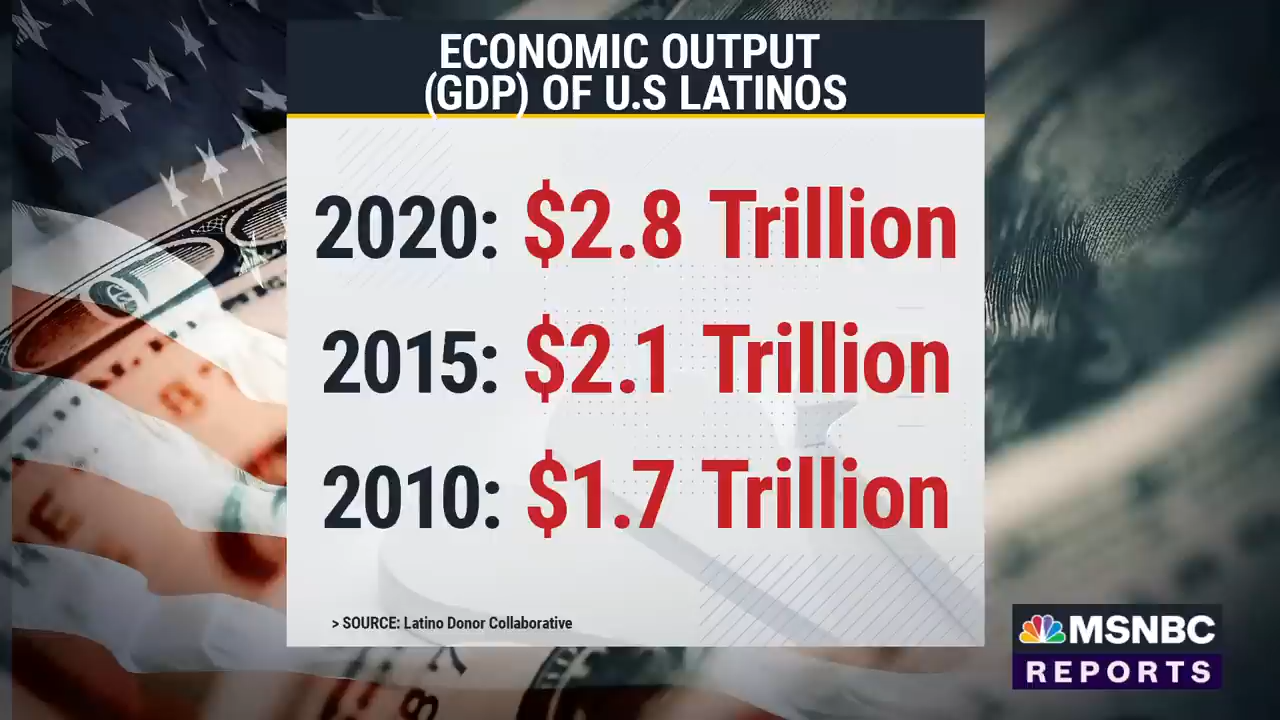 ECONOMIC OUTPUT
(GDP) OF U.S LATINOS
2020: $2.8 Trillion
2015: $2.1 Trillion
2010: $1.7 Trillion
> SOURCE: Latino Donor Collaborative
MSNBC
REPORTS